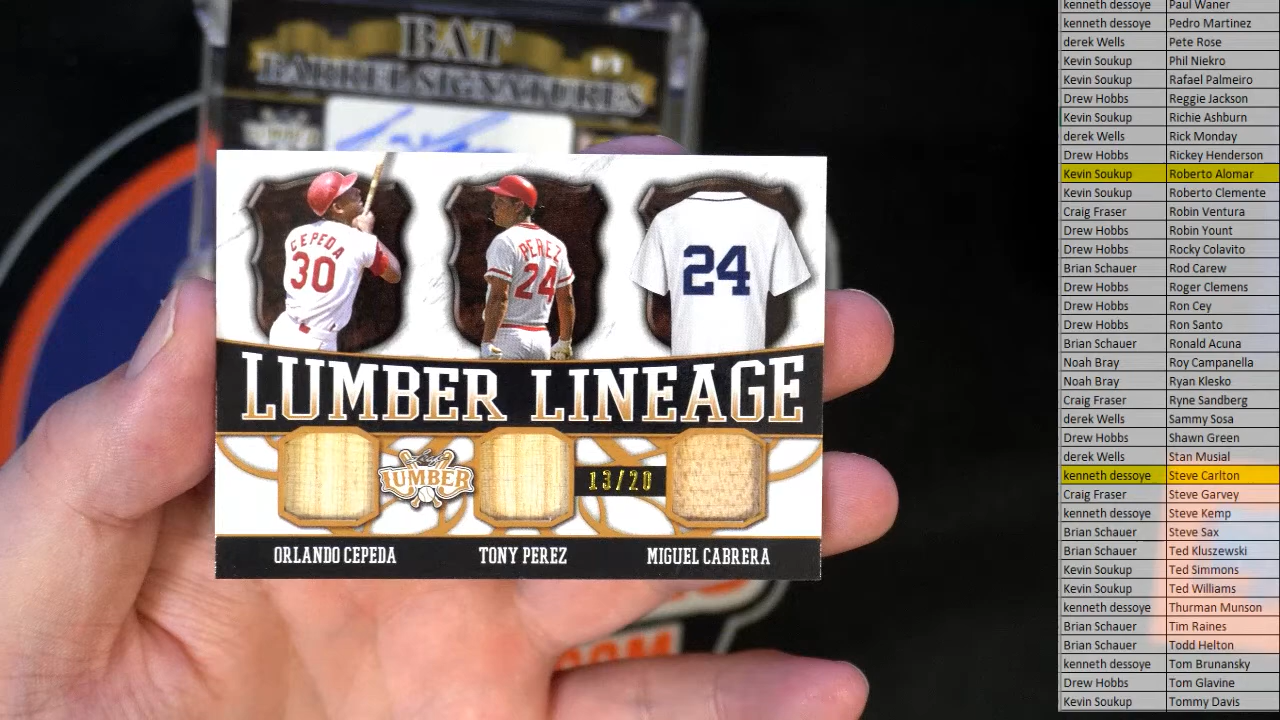 BAT
BARREL SIGNATURES
CEPEDA
30
PEREZ
24
24
LUMBER LINEAGE
Leaf
LUMBER
13/20
ORLANDO CEPEDA
TONY PEREZ
MIGUEL CABRERA
kenneth dessoye Paul Waner
kenneth dessoye Pedro Martinez
derek Wells Pete Rose
Kevin Soukup Phil Niekro
Kevin Soukup Rafael Palmeiro
Drew Hobbs Reggie Jackson
Kevin Soukup Richie Ashburn
derek Wells Rick Monday
Drew Hobbs Rickey Henderson
Kevin Soukup Roberto Alomar
Kevin Soukup Roberto Clemente
Craig Fraser Robin Ventura
Drew Hobbs Robin Yount
Drew Hobbs Rocky Colavito
Brian Schauer Rod Carew
Drew Hobbs Roger Clemens
Drew Hobbs Ron Cey
Drew Hobbs Ron Santo
Brian Schauer Ronald Acuna
Noah Bray Roy Campanella
Noah Bray Ryan Klesko
Craig Fraser Ryne Sandberg
derek Wells Sammy Sosa
Drew Hobbs Shawn Green
derek Wells Stan Musial
kenneth dessoye Steve Carlton
Craig Fraser Steve Garvey
kenneth dessoye Steve Kemp
Brian Schauer Steve Sax
Brian Schauer Ted Kluszewski
Kevin Soukup Ted Simmons
Kevin Soukup Ted Williams
kenneth dessoye Thurman Munson
Brian Schauer Tim Raines
Brian Schauer Todd Helton
kenneth dessoye Tom Brunansky
Drew Hobbs Tom Glavine
Kevin Soukup Tommy Davis